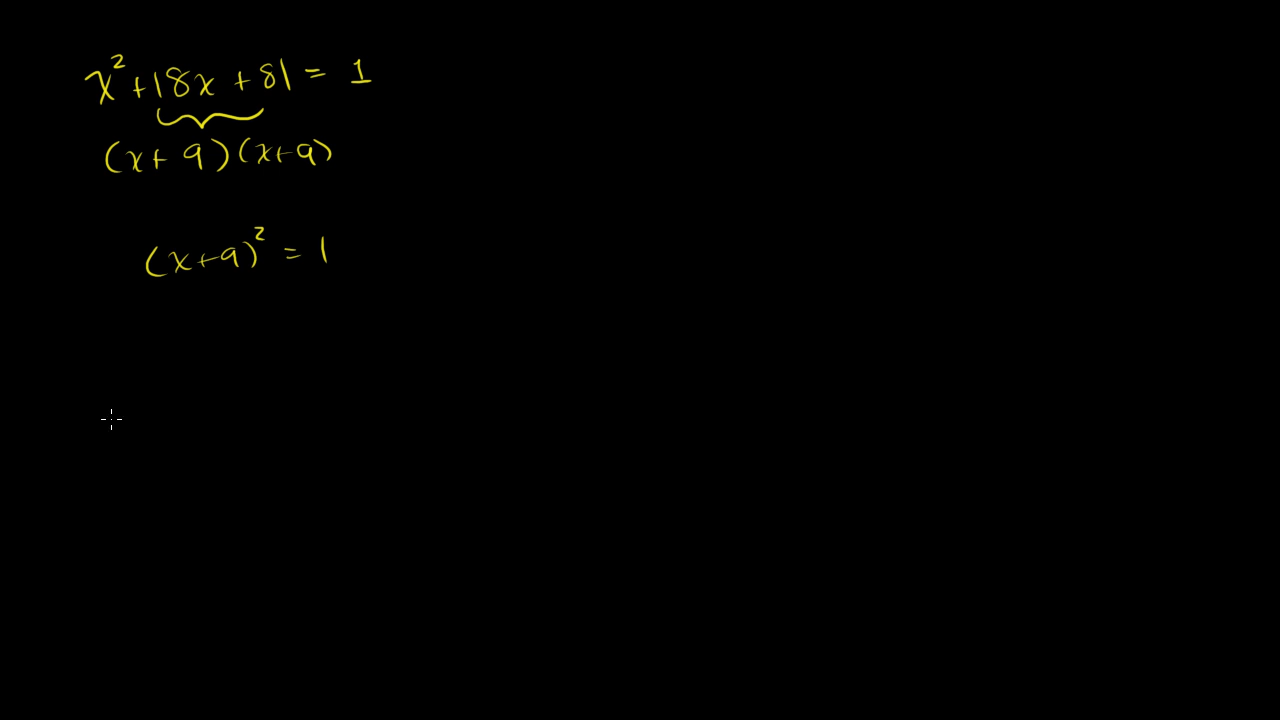 x² + 18x + 81 = 1
(x + 9)(x + 9)
(x + 9)² = 1